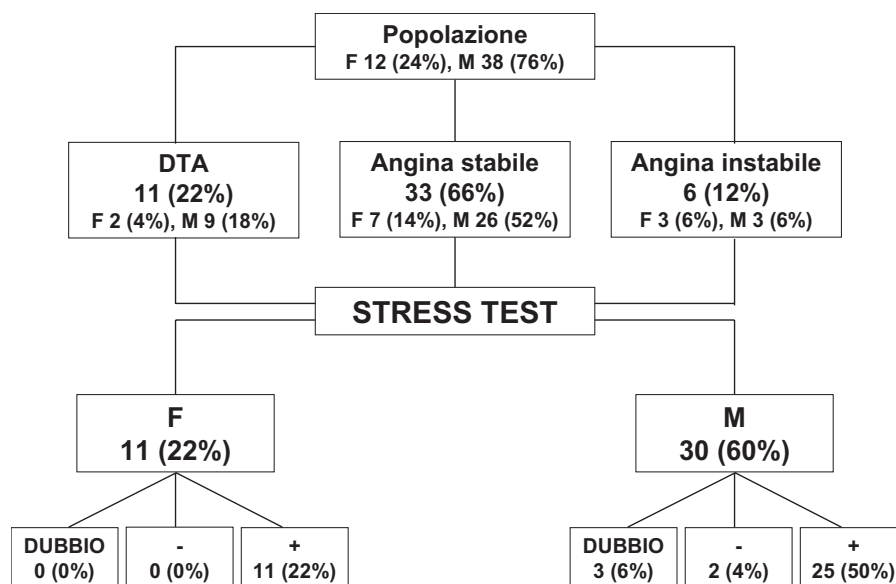 Popolazione
F 12 (24%), M 38 (76%)
DTA
11 (22%)
F 2 (4%), M 9 (18%)
Angina stabile
33 (66%)
F 7 (14%), M 26 (52%)
Angina instabile
6 (12%)
F 3 (6%), M 3 (6%)
STRESS TEST
F
11 (22%)
M
30 (60%)
DUBBIO
0 (0%)
-
0 (0%)
+
11 (22%)
DUBBIO
3 (6%)
-
2 (4%)
+
25 (50%)